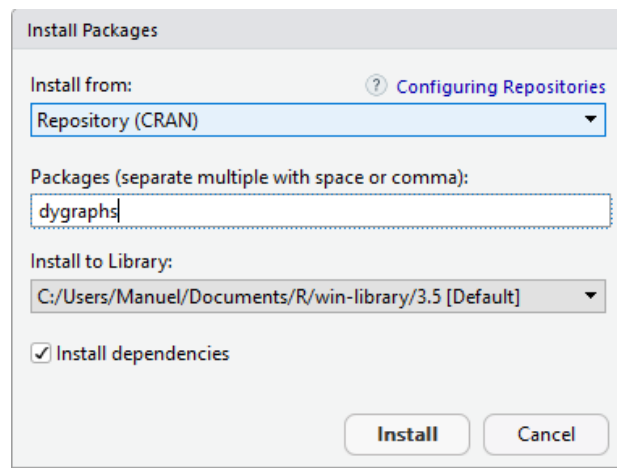 Install Packages
Install from:
? Configuring Repositories
Repository (CRAN)
Packages (separate multiple with space or comma):
dygraphs
Install to Library:
C:/Users/Manuel/Documents/R/win-library/3.5 [Default]
Install dependencies
Install
Cancel